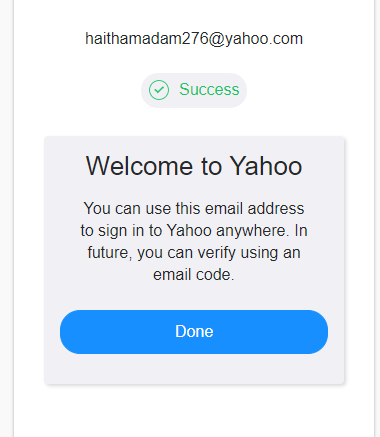 haithamadam276@yahoo.com
Success
Welcome to Yahoo
You can use this email address
to sign in to Yahoo anywhere. In
future, you can verify using an
email code.
Done